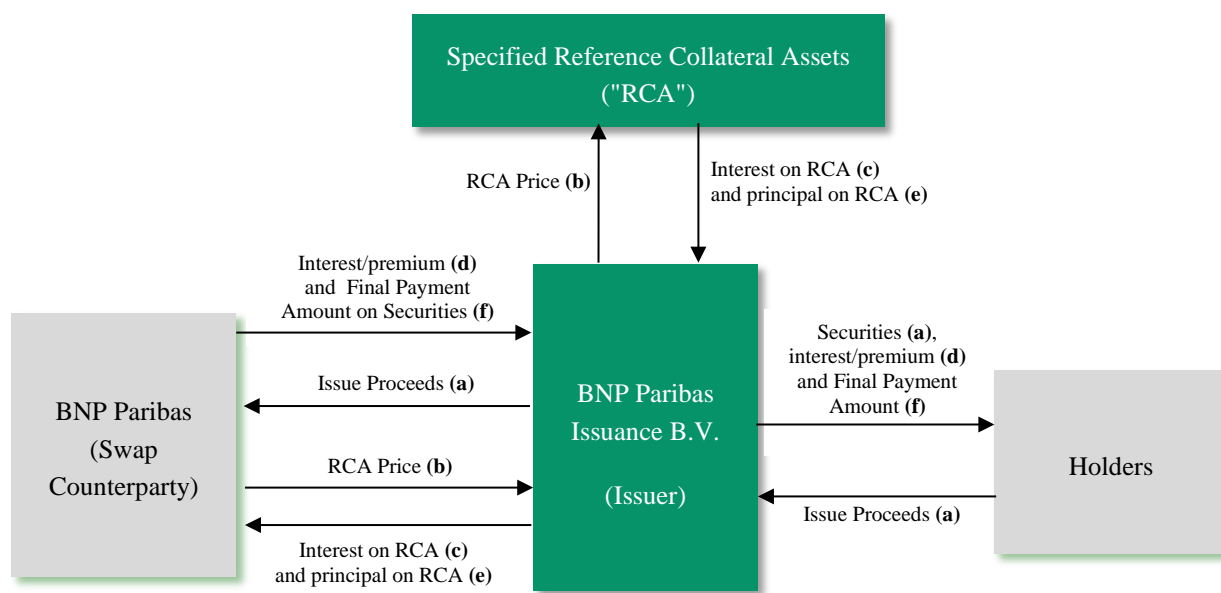 Specified Reference Collateral Assets
("RCA")
RCA Price (b)
Interest on RCA (c)
and principal on RCA (e)
Interest/premium (d)
and Final Payment
Amount on Securities (f)
Issue Proceeds (a)
RCA Price (b)
Interest on RCA (c)
and principal on RCA (e)
BNP Paribas
(Swap
Counterparty)
BNP Paribas
Issuance B.V.
(Issuer)
Securities (a),
interest/premium (d)
and Final Payment
Amount (f)
Issue Proceeds (a)
Holders